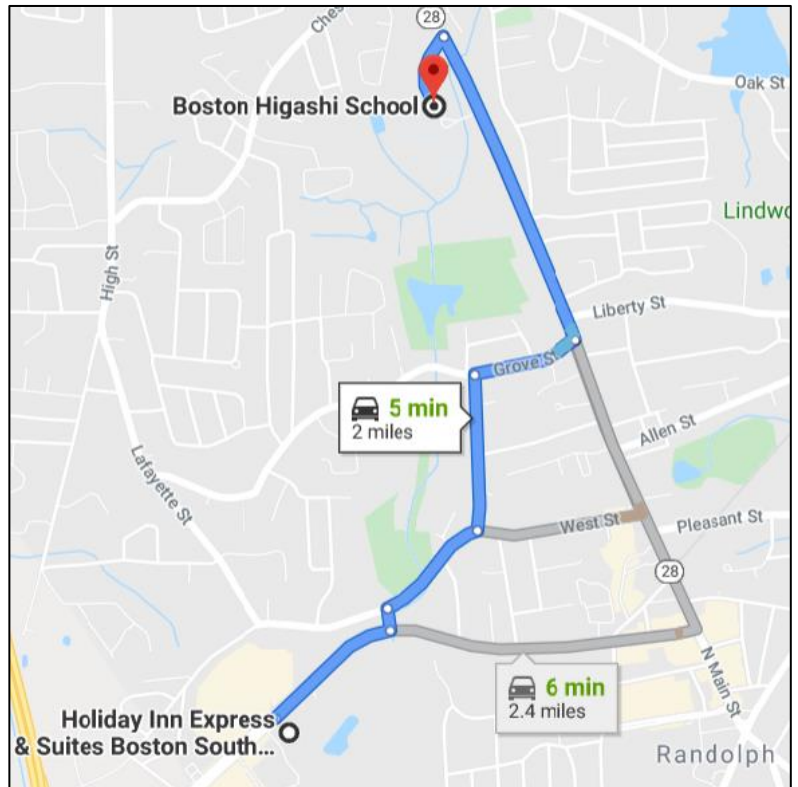 Ches
28
Oak St
Boston Higashi School
Lindwo
High St
Liberty St
Grove St
5 min
2 miles
Allen St
Lafayette St
West St
Pleasant St
28
N Main St
6 min
2.4 miles
Holiday Inn Express
& Suites Boston South...
Randolph